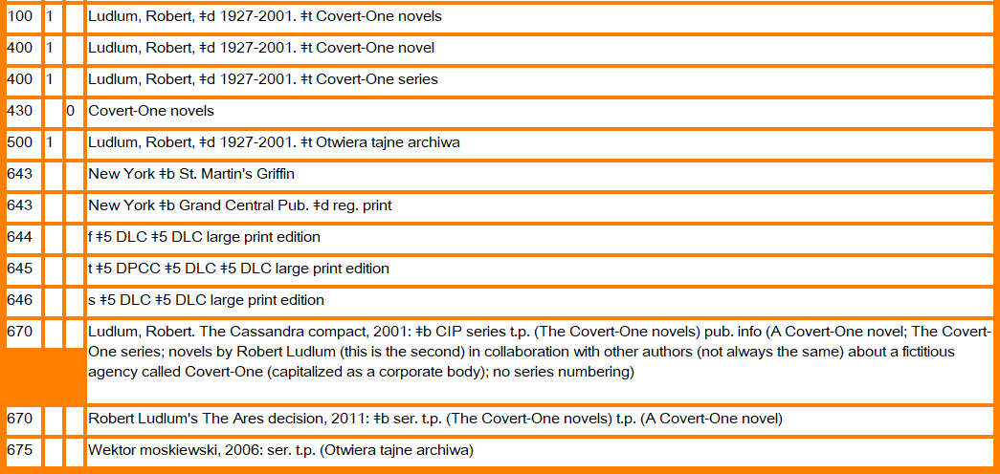 100 1 Ludlum, Robert, ǂd 1927-2001. ǂt Covert-One novels
400 1 Ludlum, Robert, ǂd 1927-2001. ǂt Covert-One novel
400 1 Ludlum, Robert, ǂd 1927-2001. ǂt Covert-One series
430 0 Covert-One novels
500 1 Ludlum, Robert, ǂd 1927-2001. ǂt Otwiera tajne archiwa
643 New York ǂb St. Martin's Griffin
643 New York ǂb Grand Central Pub. ǂd reg. print
644 f ǂ5 DLC ǂ5 DLC large print edition
645 t ǂ5 DPCC ǂ5 DLC ǂ5 DLC large print edition
646 s ǂ5 DLC ǂ5 DLC large print edition
670 Ludlum, Robert. The Cassandra compact, 2001: ǂb CIP series t.p. (The Covert-One novels) pub. info (A Covert-One novel; The Covert-
One series; novels by Robert Ludlum (this is the second) in collaboration with other authors (not always the same) about a fictitious
agency called Covert-One (capitalized as a corporate body); no series numbering)
670 Robert Ludlum's The Ares decision, 2011: ǂb ser. t.p. (The Covert-One novels) t.p. (A Covert-One novel)
675 Wektor moskiewski, 2006: ser. t.p. (Otwiera tajne archiwa)